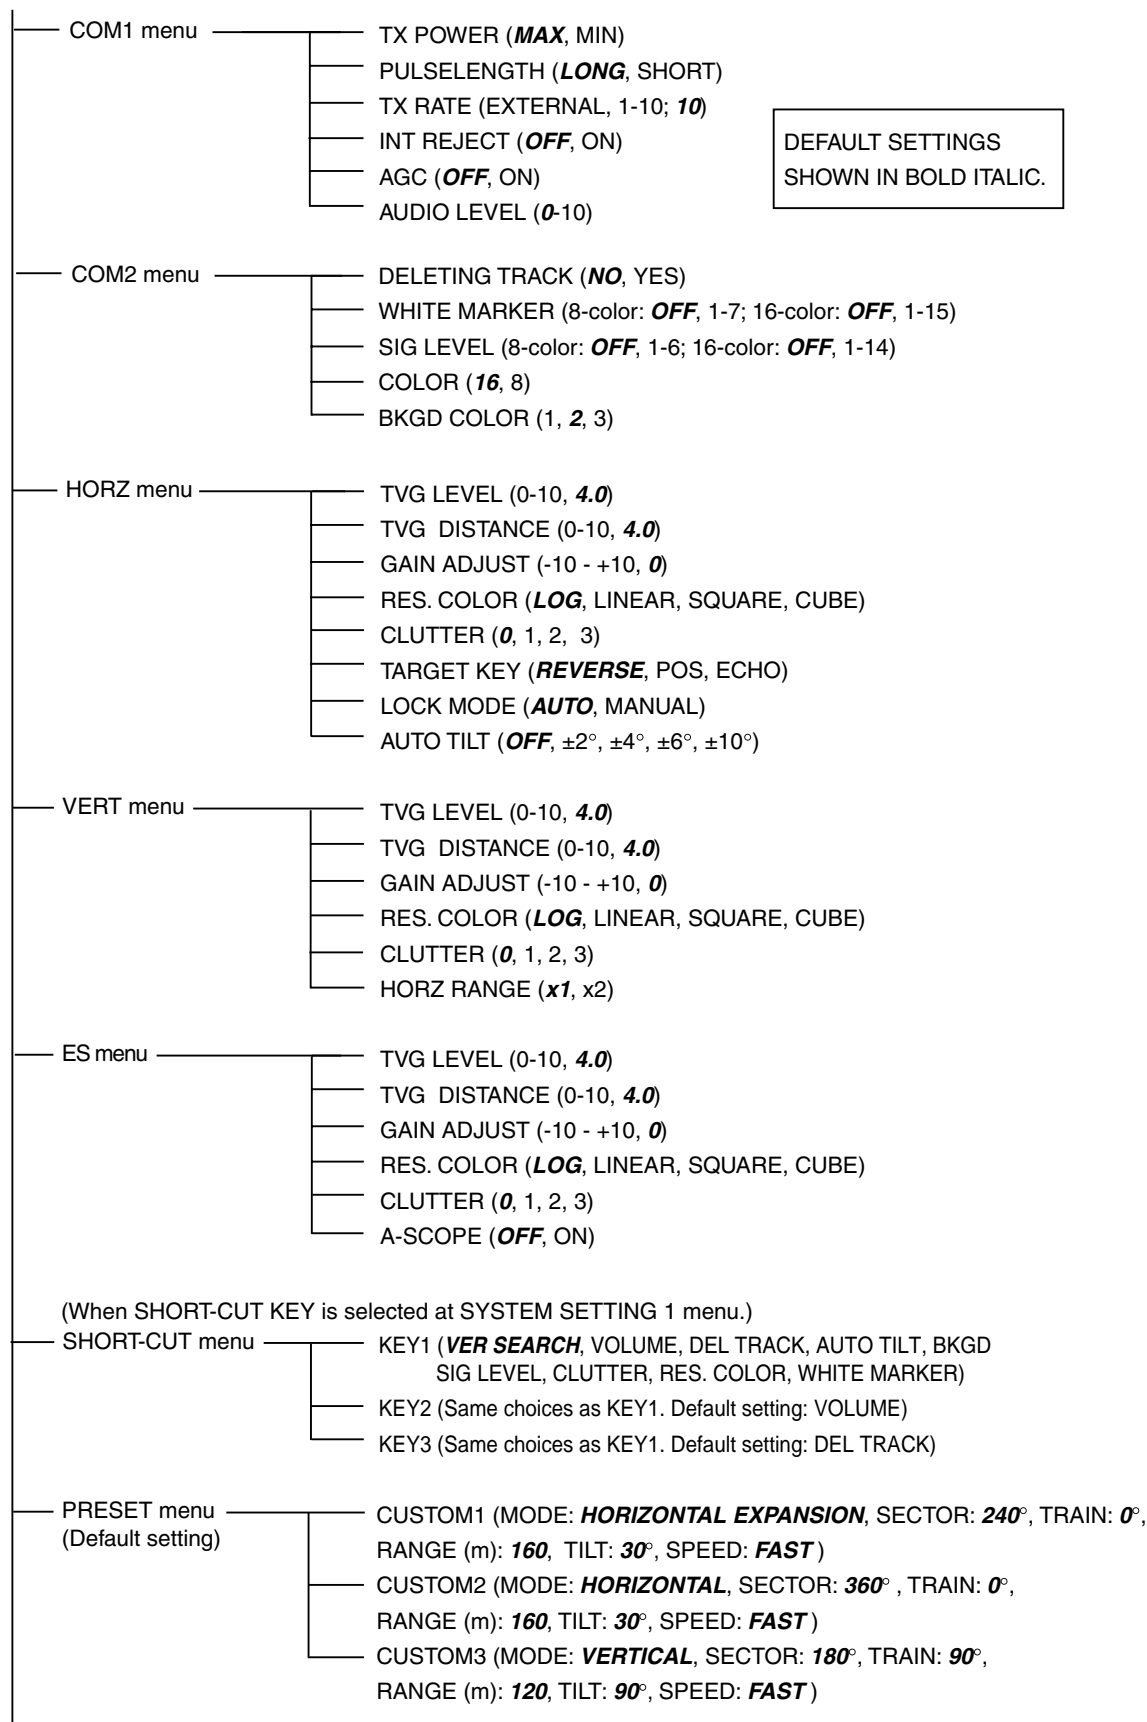 COM1 menu
TX POWER (MAX, MIN)
PULSELENGTH (LONG, SHORT)
TX RATE (EXTERNAL, 1-10; 10)
INT REJECT (OFF, ON)
AGC (OFF, ON)
AUDIO LEVEL (0-10)
DEFAULT SETTINGS
SHOWN IN BOLD ITALIC.
COM2 menu
DELETING TRACK (NO, YES)
WHITE MARKER (8-color: OFF, 1-7; 16-color: OFF, 1-15)
SIG LEVEL (8-color: OFF, 1-6; 16-color: OFF, 1-14)
COLOR (16, 8)
BKGD COLOR (1, 2, 3)
HORZ menu
TVG LEVEL (0-10, 4.0)
TVG DISTANCE (0-10, 4.0)
GAIN ADJUST (-10 - +10, 0)
RES. COLOR (LOG, LINEAR, SQUARE, CUBE)
CLUTTER (0, 1, 2, 3)
TARGET KEY (REVERSE, POS, ECHO)
LOCK MODE (AUTO, MANUAL)
AUTO TILT (OFF, ±2°, ±4°, ±6°, ±10°)
VERT menu
TVG LEVEL (0-10, 4.0)
TVG DISTANCE (0-10, 4.0)
GAIN ADJUST (-10 - +10, 0)
RES. COLOR (LOG, LINEAR, SQUARE, CUBE)
CLUTTER (0, 1, 2, 3)
HORZ RANGE (x1, x2)
ES menu
TVG LEVEL (0-10, 4.0)
TVG DISTANCE (0-10, 4.0)
GAIN ADJUST (-10 - +10, 0)
RES. COLOR (LOG, LINEAR, SQUARE, CUBE)
CLUTTER (0, 1, 2, 3)
A-SCOPE (OFF, ON)
(When SHORT-CUT KEY is selected at SYSTEM SETTING 1 menu.)
SHORT-CUT menu
KEY1 (VER SEARCH, VOLUME, DEL TRACK, AUTO TILT, BKGD
SIG LEVEL, CLUTTER, RES. COLOR, WHITE MARKER)
KEY2 (Same choices as KEY1. Default setting: VOLUME)
KEY3 (Same choices as KEY1. Default setting: DEL TRACK)
PRESET menu
(Default setting)
CUSTOM1 (MODE: HORIZONTAL EXPANSION, SECTOR: 240°, TRAIN: 0°,
RANGE (m): 160, TILT: 30°, SPEED: FAST )
CUSTOM2 (MODE: HORIZONTAL, SECTOR: 360° , TRAIN: 0°,
RANGE (m): 160, TILT: 30°, SPEED: FAST )
CUSTOM3 (MODE: VERTICAL, SECTOR: 180°, TRAIN: 90°,
RANGE (m): 120, TILT: 90°, SPEED: FAST )